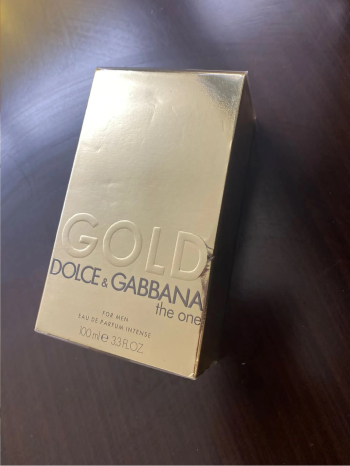 GOLD
DOLCE & GABBANA
the one
FOR MEN
EAU DE PARFUM INTENSE
100 ml ℮ 3.3 FL.OZ.